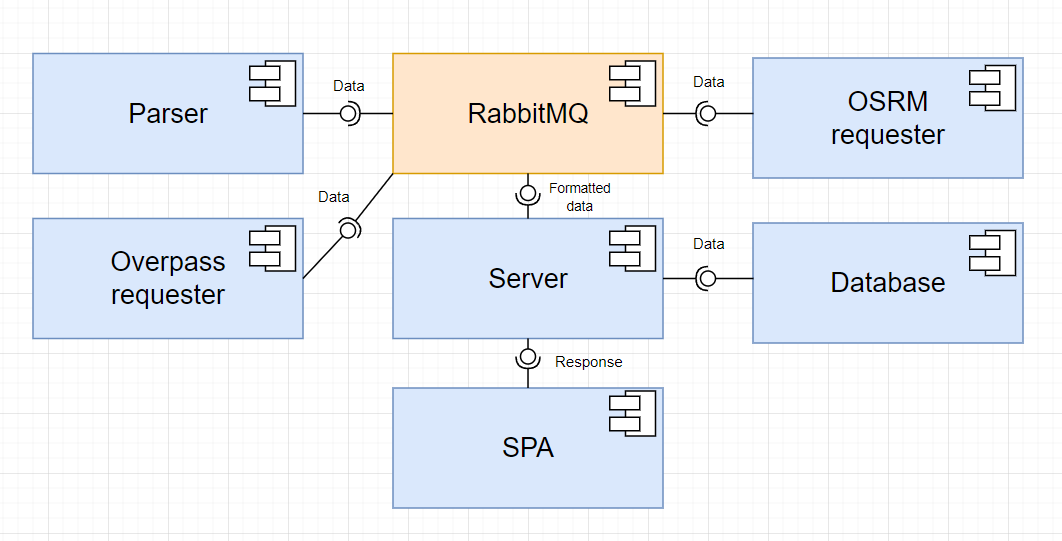 Data
Data
Parser
RabbitMQ
OSRM
requester
Data
Formatted
data
Overpass
requester
Server
Data
Database
Response
SPA